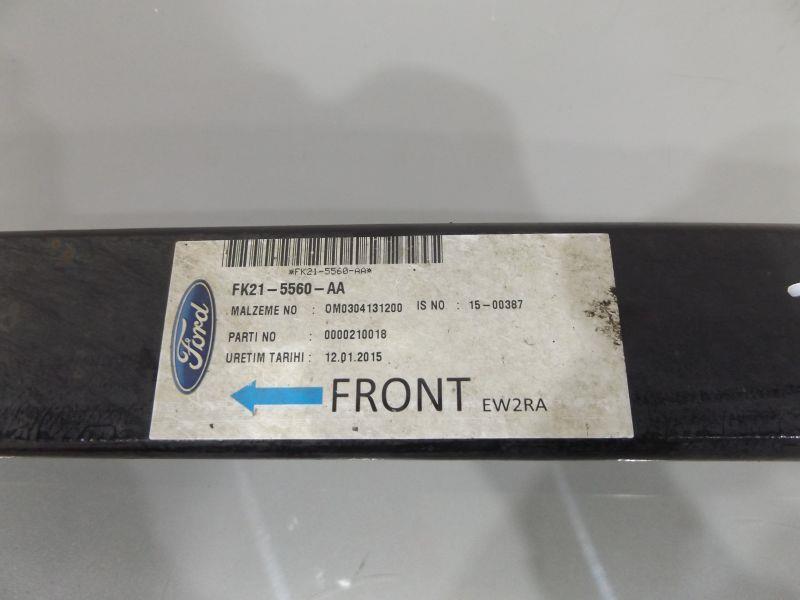 *FK21-5560-AA*
FK21-5560-AA
MALZEME NO : OM0304131200 IS NO : 15-00387
PARTI NO : 0000210018
URETIM TARIHI : 12.01.2015
Ford
FRONT EW2RA